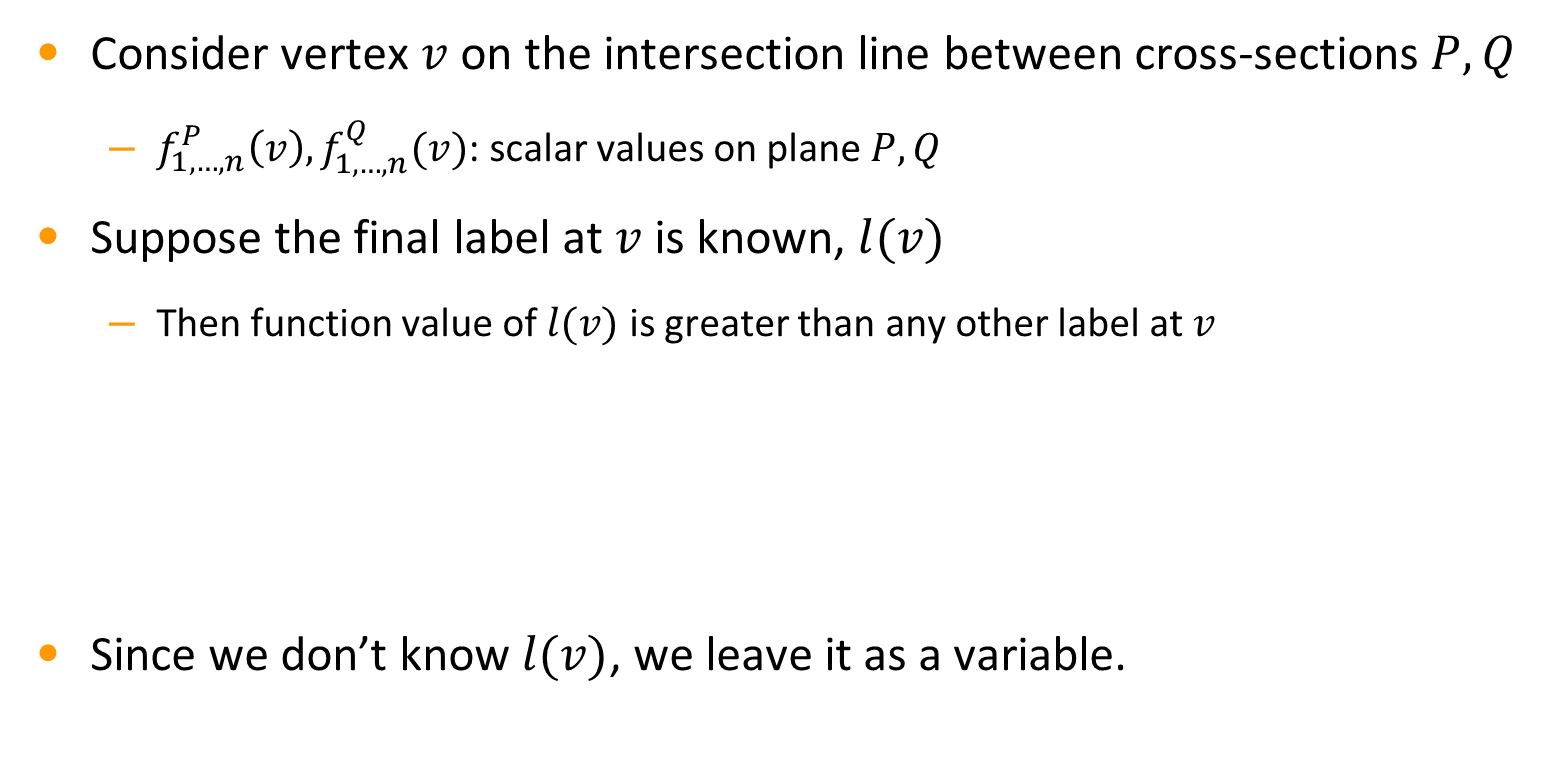 • Consider vertex 𝑣 on the intersection line between cross-sections 𝑃, 𝑄
– 𝑓^𝑃_{1,…,𝑛}(𝑣), 𝑓^𝑄_{1,…,𝑛}(𝑣): scalar values on plane 𝑃, 𝑄
• Suppose the final label at 𝑣 is known, 𝑙(𝑣)
– Then function value of 𝑙(𝑣) is greater than any other label at 𝑣
• Since we don’t know 𝑙(𝑣), we leave it as a variable.